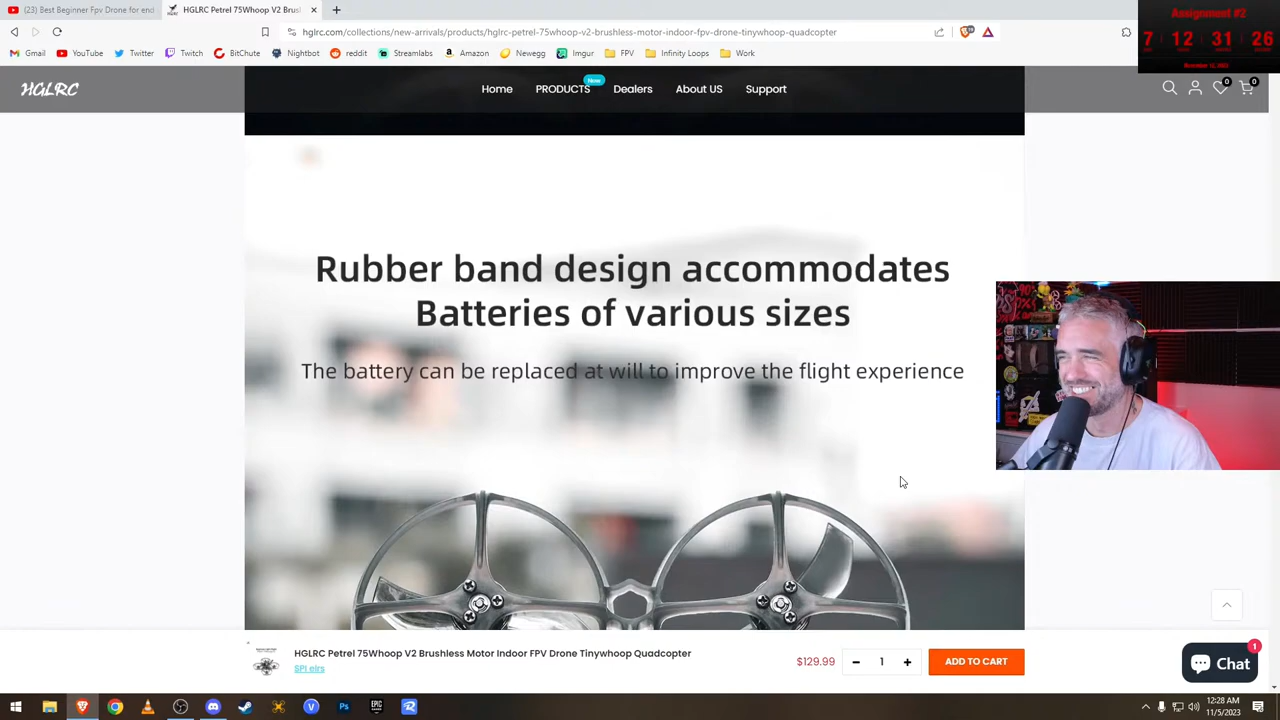 (23) Best Beginner Fpv Drone for end
HGLRC Petrel 75Whoop V2 Brus
hglrc.com/collections/new-arrivals/products/hglrc-petrel-75whoop-v2-brushless-motor-indoor-fpv-drone-tinywhoop-quadcopter
Gmail YouTube Twitter Twitch BitChute Nightbot reddit Streamlabs Amazon Newegg Imgur FPV Infinity Loops Work
Assignment #2
7 12 31 26
HGLRC
Home PRODUCTS New Dealers About US Support
0 0
Rubber band design accommodates
Batteries of various sizes
The battery can be replaced at will to improve the flight experience
HGLRC Petrel 75Whoop V2 Brushless Motor Indoor FPV Drone Tinywhoop Quadcopter
SPI elrs
$129.99 - 1 + ADD TO CART
Chat 1
12:28 AM
11/5/2023